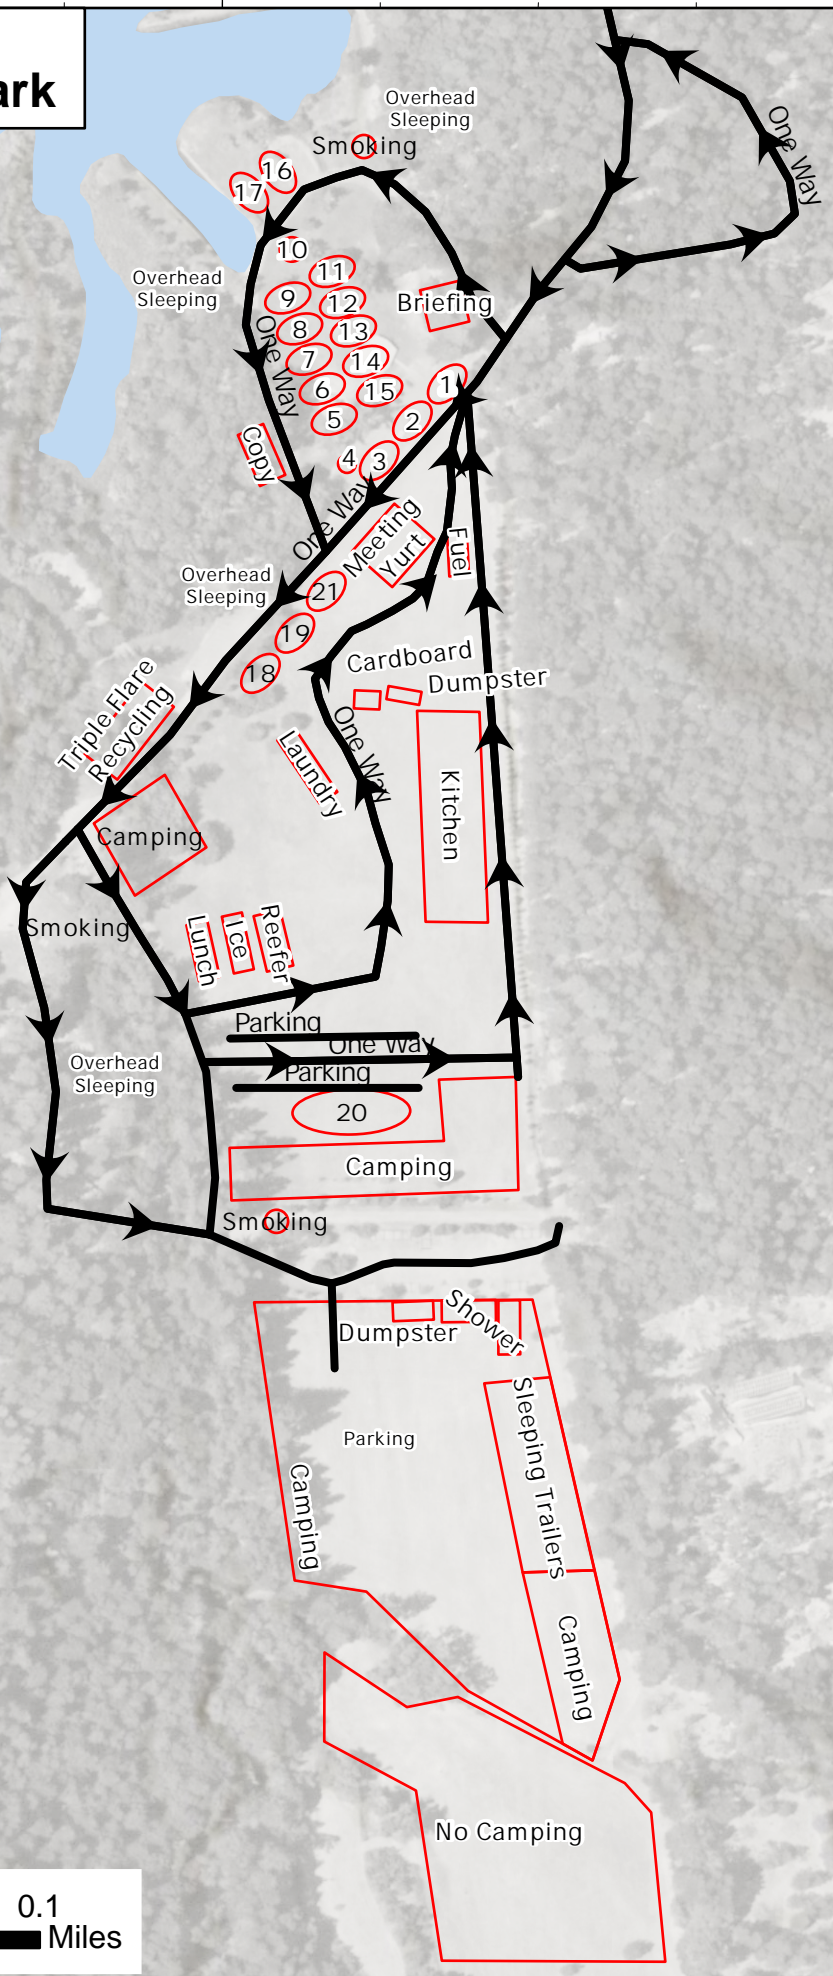 ark
Overhead
Sleeping
Smoking
One Way
16
17
10
11
Overhead
Sleeping
9
12
Briefing
8
13
One Way
7
14
6
15
1
5
2
Copy
4
3
One Way
Meeting
Yurt
Fuel
Overhead
Sleeping
21
19
18
Cardboard
Dumpster
Triple Flare
Recycling
One Way
Laundry
Kitchen
Camping
Smoking
Lunch
Ice
Reefer
Parking
One Way
Overhead
Sleeping
Parking
20
Camping
Smoking
Shower
Dumpster
Sleeping Trailers
Parking
Camping
Camping
No Camping
0.1
Miles